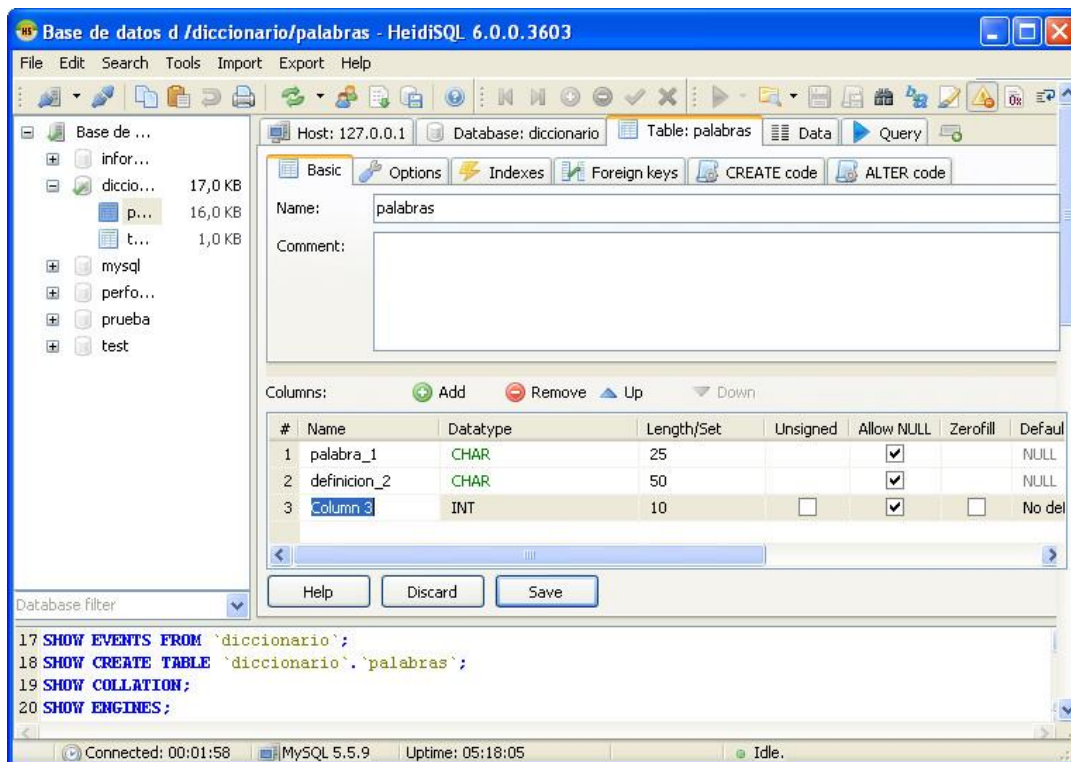 Base de datos d /diccionario/palabras - HeidiSQL 6.0.0.3603
File Edit Search Tools Import Export Help
Base de ...
infor...
diccio... 17,0 KB
p... 16,0 KB
t... 1,0 KB
mysql
perfo...
prueba
test
Database filter
Host: 127.0.0.1 Database: diccionario Table: palabras Data Query
Basic Options Indexes Foreign keys CREATE code ALTER code
Name: palabras
Comment:
Columns: Add Remove Up Down
# Name Datatype Length/Set Unsigned Allow NULL Zerofill Defaul
1 palabra_1 CHAR 25 NULL
2 definicion_2 CHAR 50 NULL
3 Column 3 INT 10 No def
Help Discard Save
17 SHOW EVENTS FROM `diccionario`;
18 SHOW CREATE TABLE `diccionario`.`palabras`;
19 SHOW COLLATION;
20 SHOW ENGINES;
Connected: 00:01:58 MySQL 5.5.9 Uptime: 05:18:05 Idle.